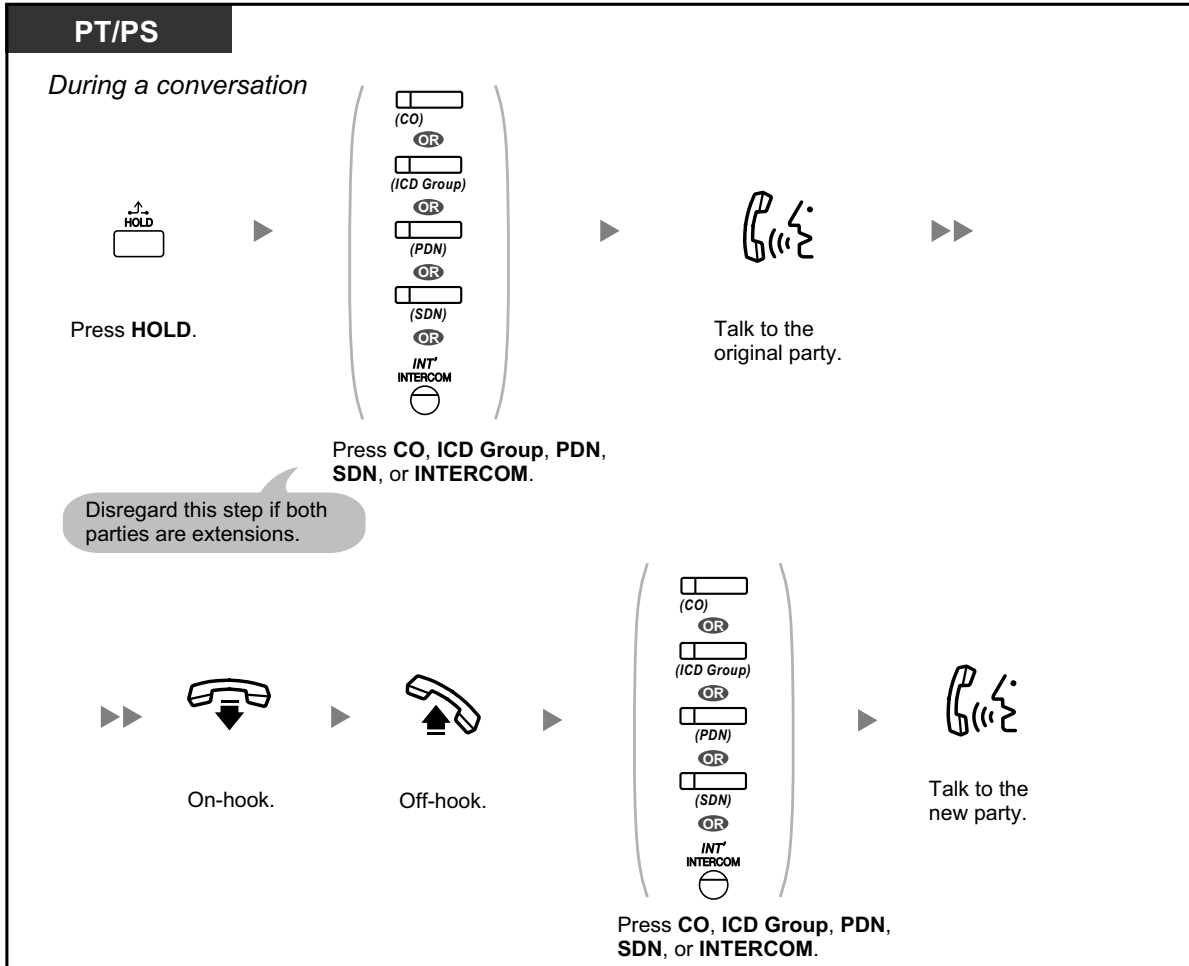 PT/PS
During a conversation
HOLD
Press HOLD.
(CO)
OR
(ICD Group)
OR
(PDN)
OR
(SDN)
OR
INT'
INTERCOM
Press CO, ICD Group, PDN,
SDN, or INTERCOM.
Disregard this step if both
parties are extensions.
Talk to the
original party.
On-hook.
Off-hook.
(CO)
OR
(ICD Group)
OR
(PDN)
OR
(SDN)
OR
INT'
INTERCOM
Press CO, ICD Group, PDN,
SDN, or INTERCOM.
Talk to the
new party.